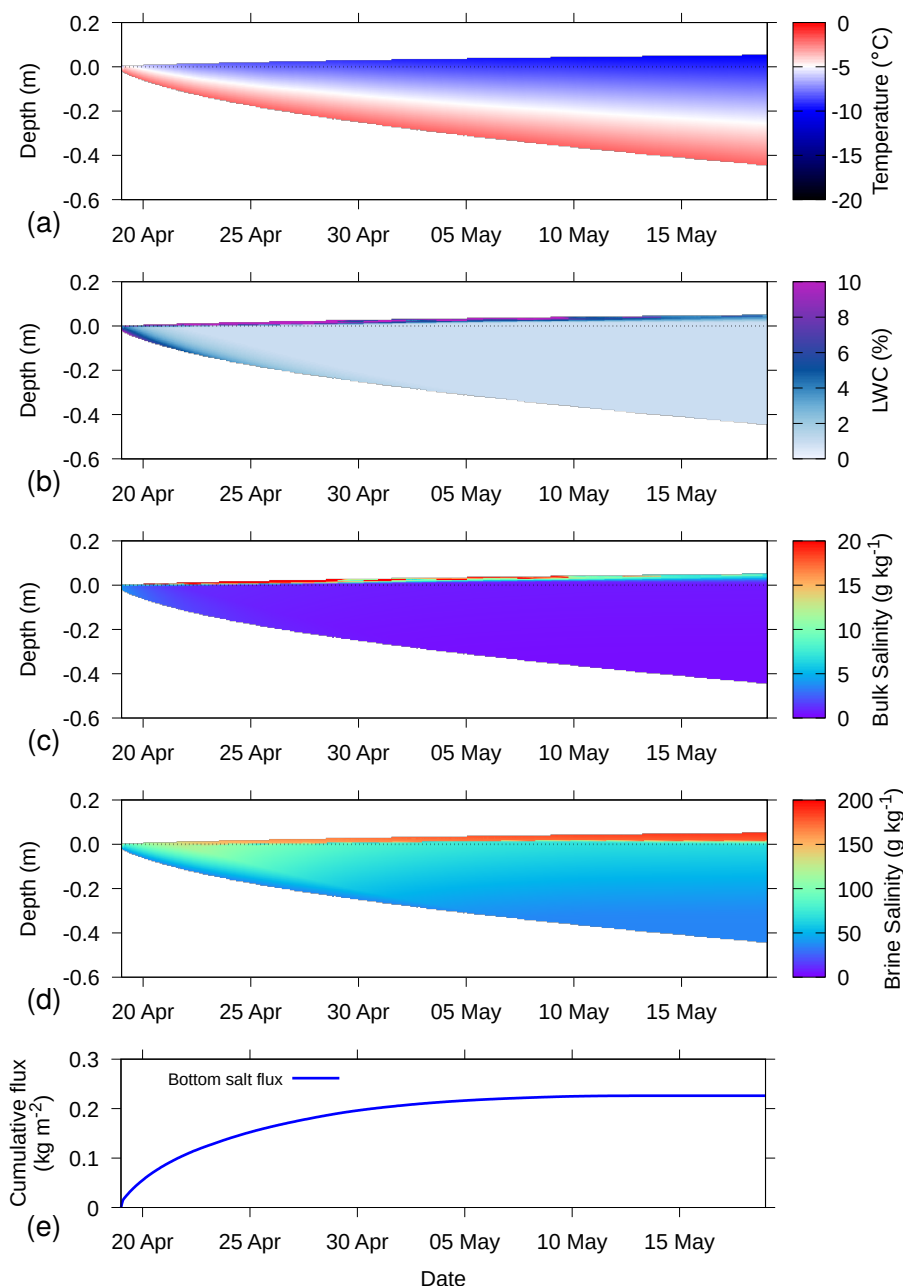 0.2
0.0
-0.2
-0.4
-0.6
Depth (m)
0
-5
-10
-15
-20
Temperature (°C)
(a)
20 Apr 25 Apr 30 Apr 05 May 10 May 15 May
0.2
0.0
-0.2
-0.4
-0.6
Depth (m)
10
8
6
4
2
0
LWC (%)
(b)
20 Apr 25 Apr 30 Apr 05 May 10 May 15 May
0.2
0.0
-0.2
-0.4
-0.6
Depth (m)
20
15
10
5
0
Bulk Salinity (g kg-1)
(c)
20 Apr 25 Apr 30 Apr 05 May 10 May 15 May
0.2
0.0
-0.2
-0.4
-0.6
Depth (m)
200
150
100
50
0
Brine Salinity (g kg-1)
(d)
20 Apr 25 Apr 30 Apr 05 May 10 May 15 May
0.3
0.2
0.1
0
Cumulative flux
(kg m-2)
Bottom salt flux
(e)
20 Apr 25 Apr 30 Apr 05 May 10 May 15 May
Date